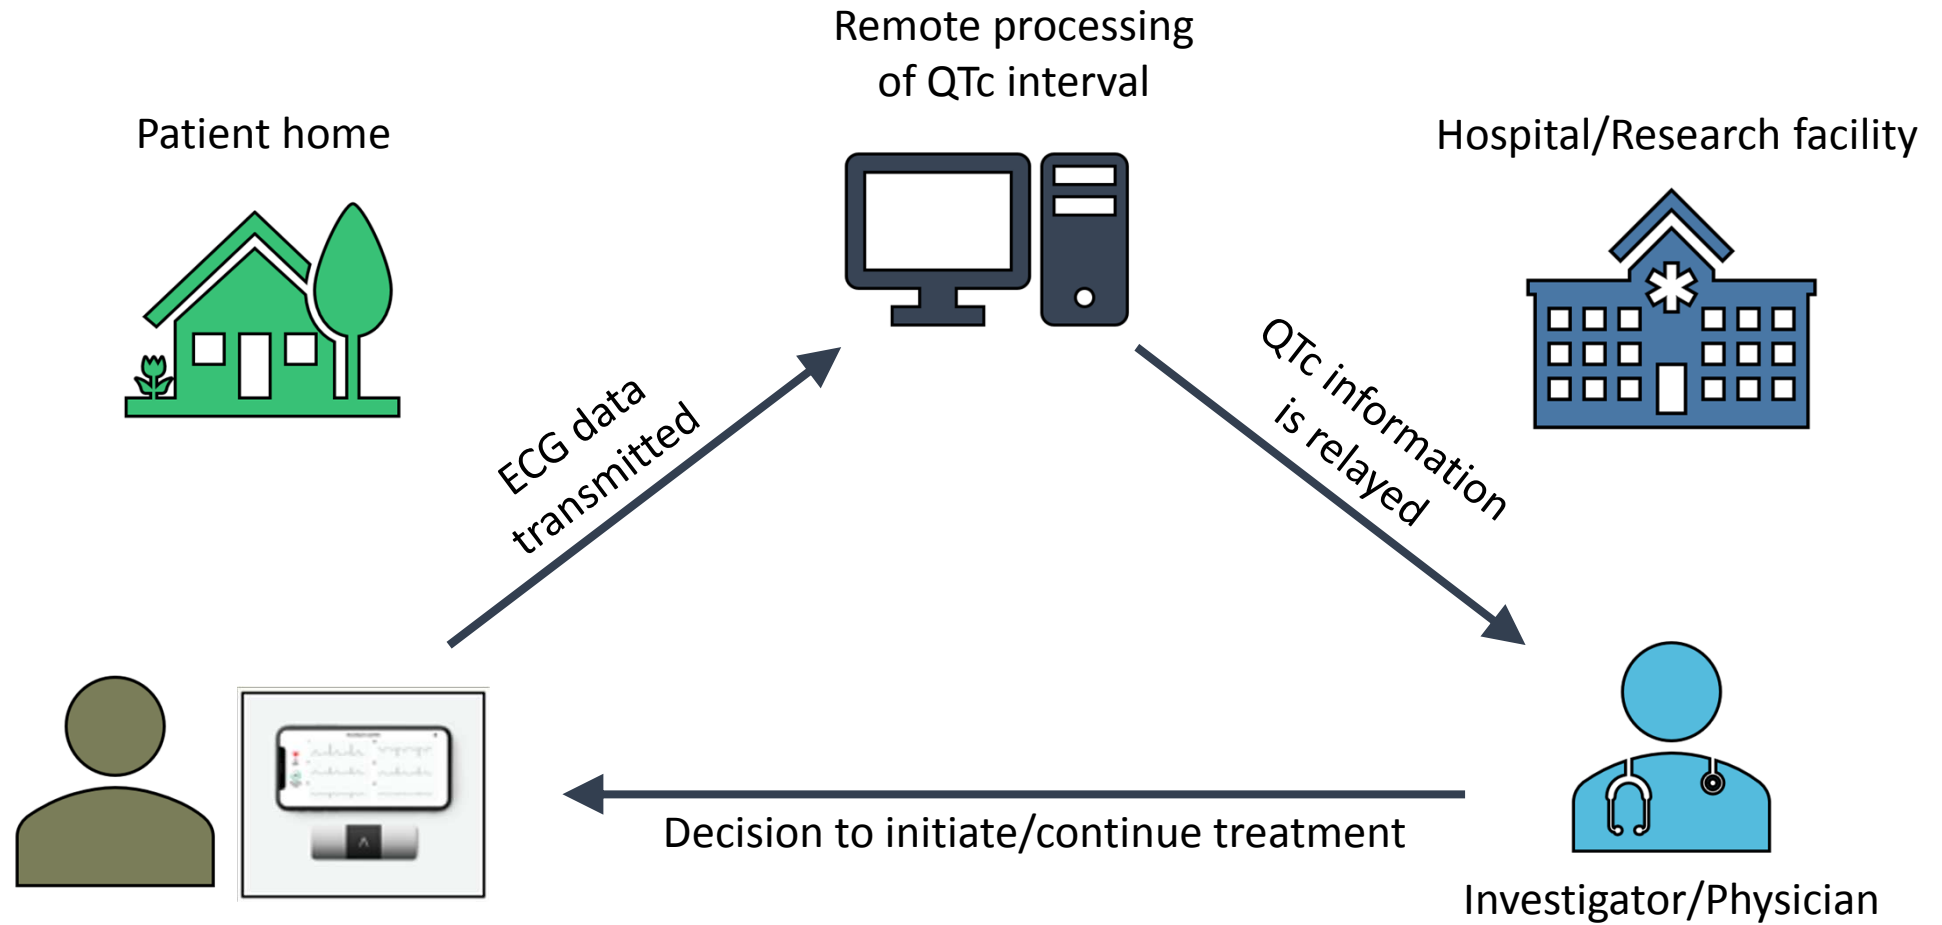 Remote processing
of QTc interval
Patient home
Hospital/Research facility
ECG data
transmitted
QTc information
is relayed
Decision to initiate/continue treatment
Investigator/Physician